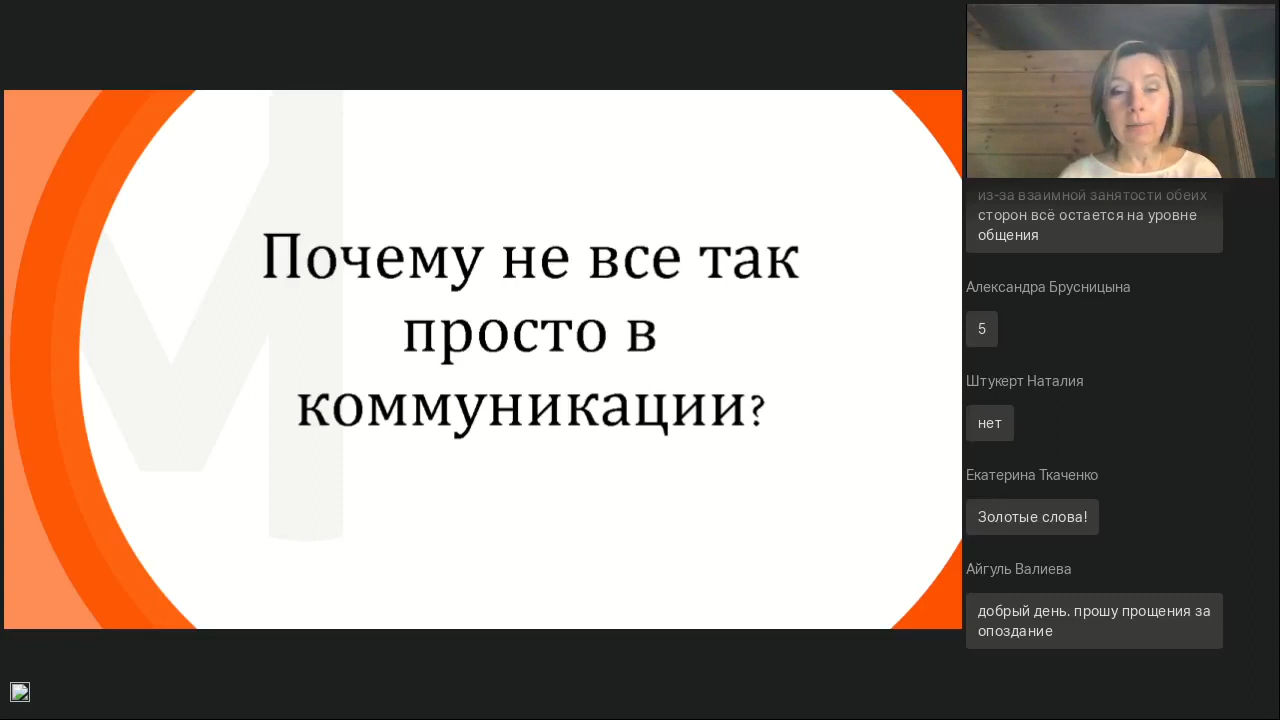 Почему не все так
просто в
коммуникации?
из-за взаимной занятости обеих
сторон всё остается на уровне
общения
Александра Брусницына
5
Штукерт Наталия
нет
Екатерина Ткаченко
Золотые слова!
Айгуль Валиева
добрый день. прошу прощения за
опоздание